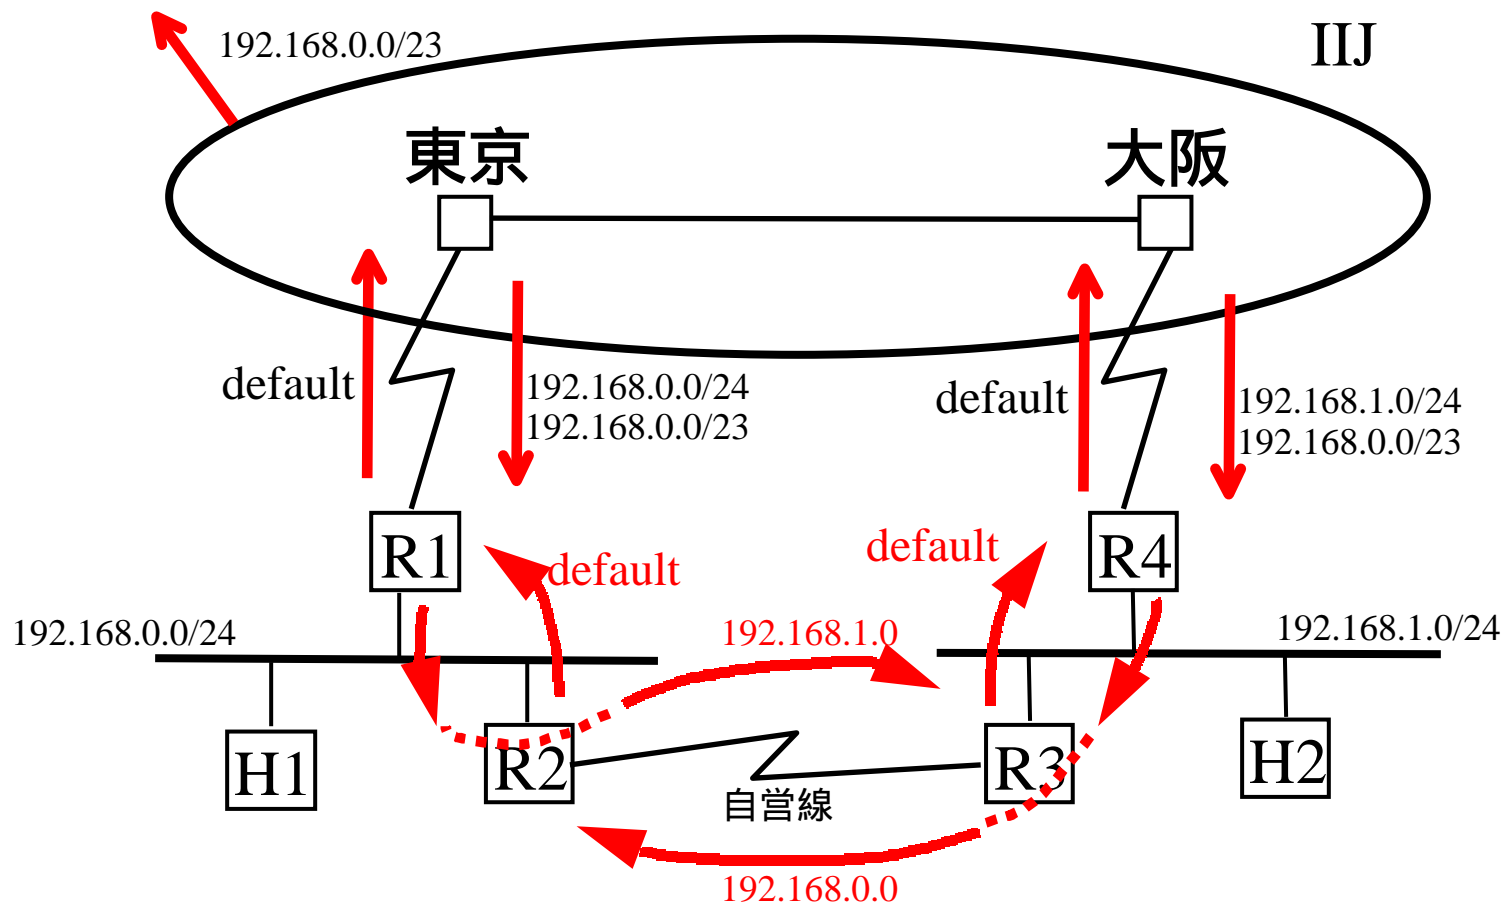 192.168.0.0/23
IIJ
東京
大阪
default
192.168.0.0/24
192.168.0.0/23
default
192.168.1.0/24
192.168.0.0/23
R1
default
default
R4
192.168.0.0/24
192.168.1.0
192.168.1.0/24
H1
R2
自営線
R3
H2
192.168.0.0